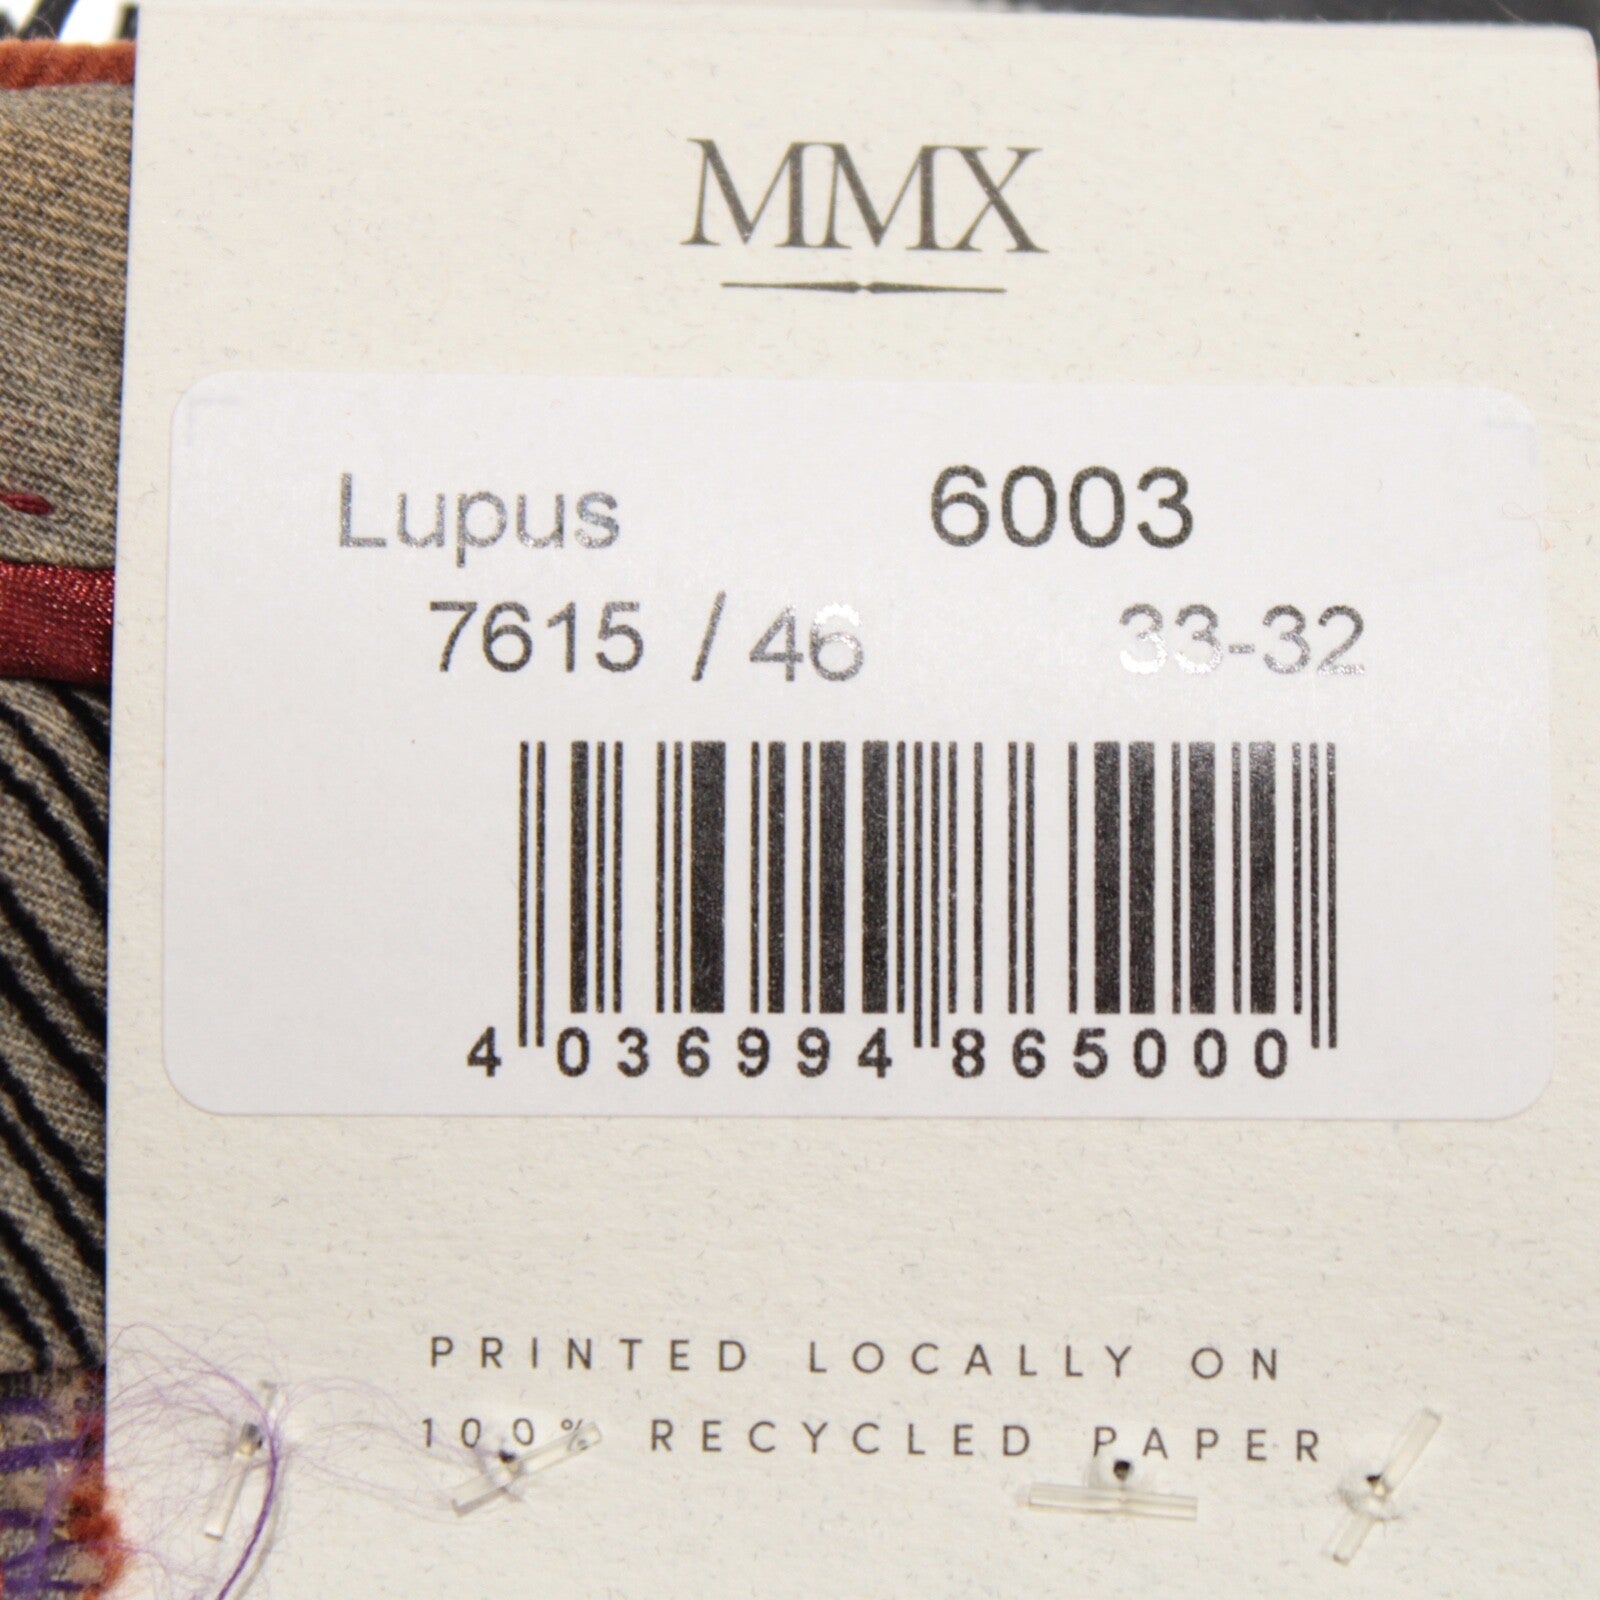 MMX
Lupus 6003
7615 / 46 33-32
4 036994 865000
PRINTED LOCALLY ON
100% RECYCLED PAPER